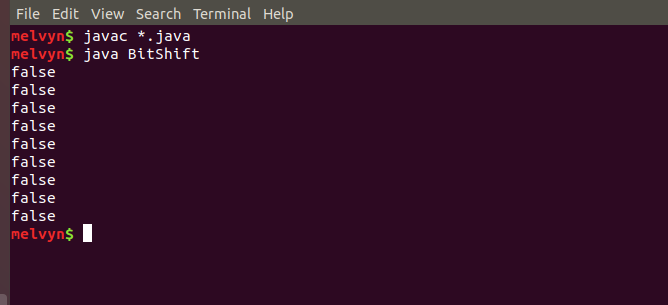 File Edit View Search Terminal Help
melvyn$ javac *.java
melvyn$ java BitShift
false
false
false
false
false
false
false
false
false
melvyn$